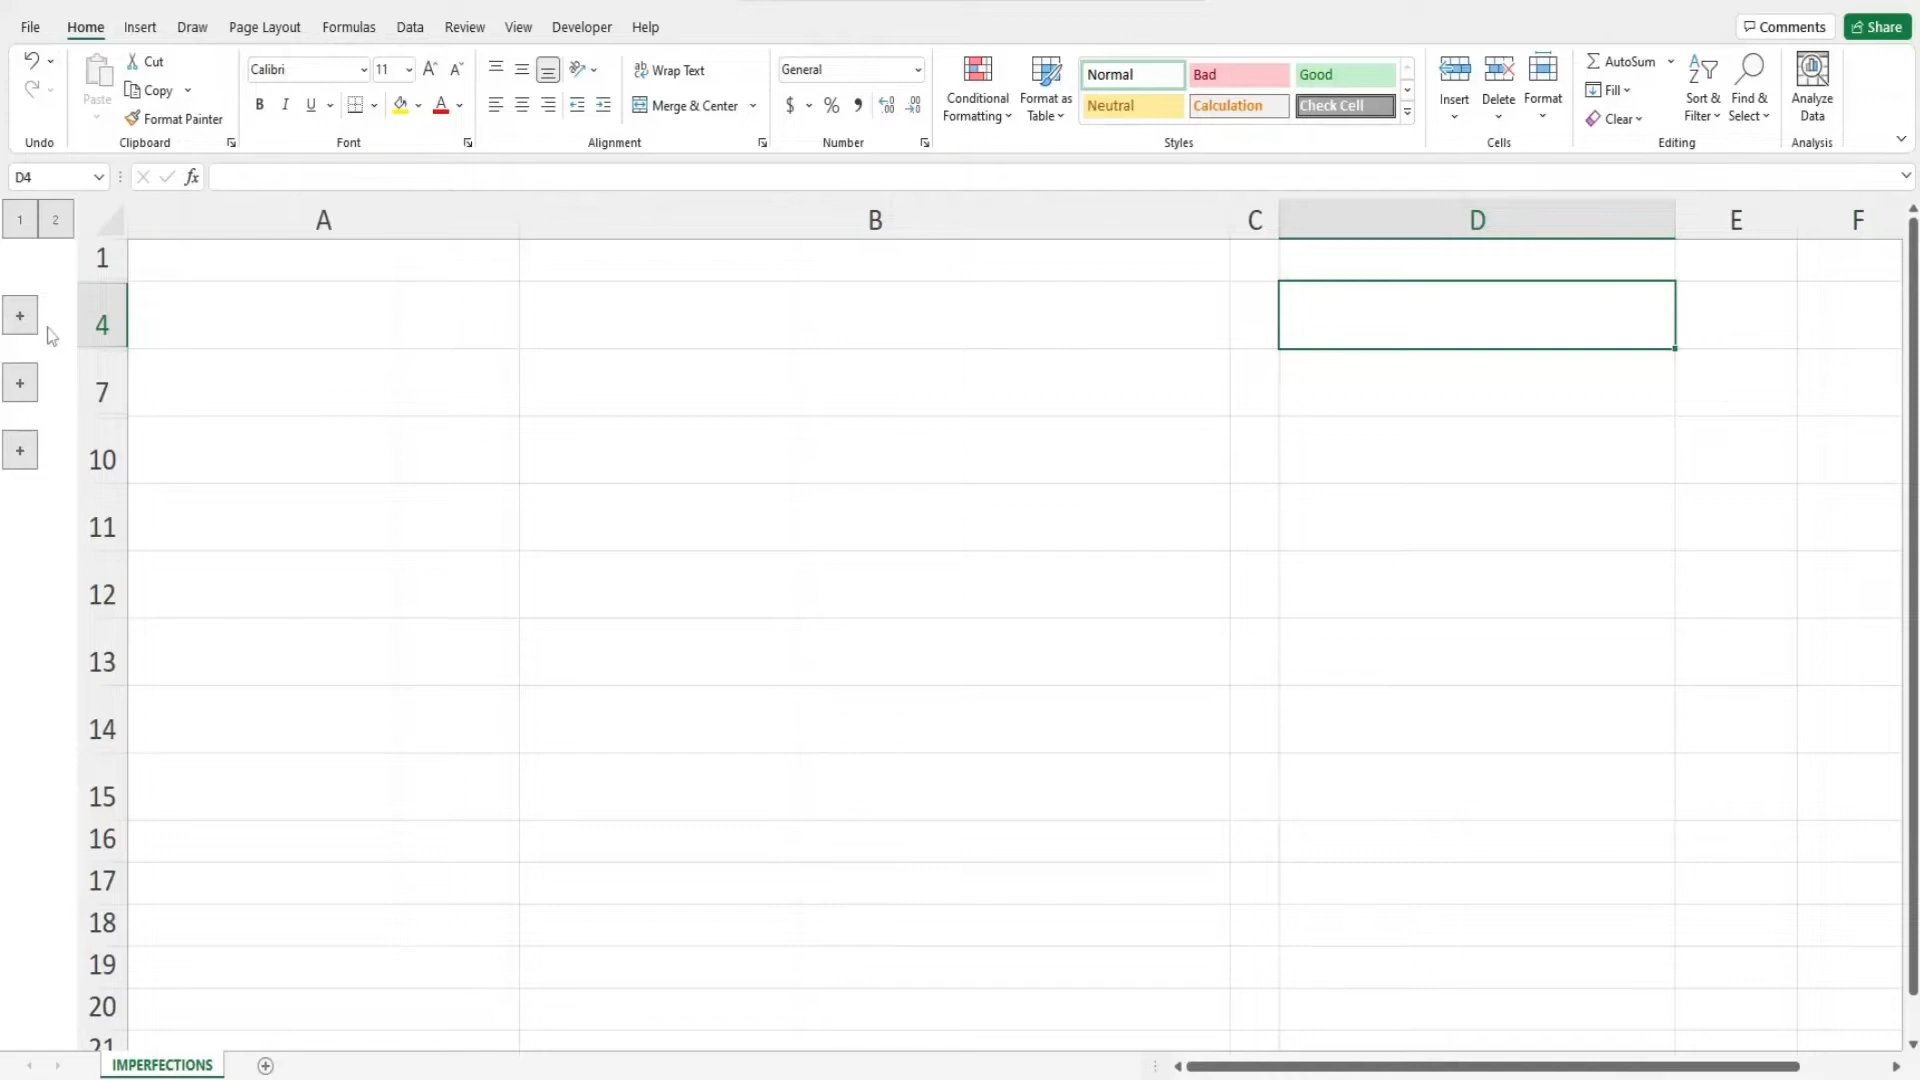 File Home Insert Draw Page Layout Formulas Data Review View Developer Help Comments Share
Cut
Copy
Format Painter
Paste
Undo Clipboard
Calibri 11
B I U A
Font
Wrap Text
Merge & Center
Alignment
General
$ % ,
Number
Conditional Formatting
Format as Table
Normal Bad Good
Neutral Calculation Check Cell
Styles
Insert Delete Format
Cells
AutoSum
Fill
Clear
Sort & Filter
Find & Select
Editing
Analyze Data
Analysis
D4 fx
1 2 A B C D E F
1
4
7
10
11
12
13
14
15
16
17
18
19
20
21
IMPERFECTIONS